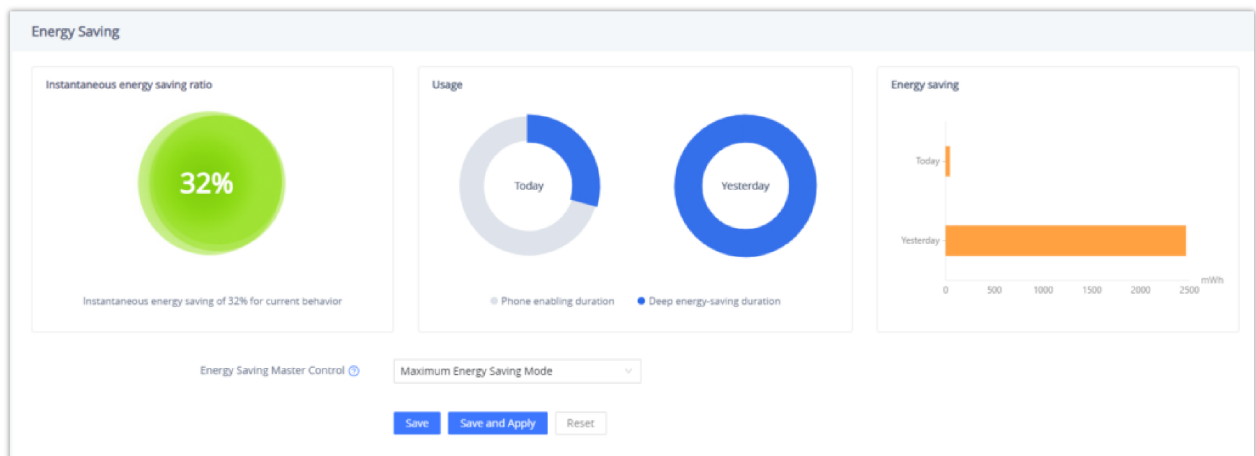 Energy Saving
Instantaneous energy saving ratio
32%
Instantaneous energy saving of 32% for current behavior
Usage
Today
Yesterday
Phone enabling duration
Deep energy-saving duration
Energy saving
Today
Yesterday
0 500 1000 1500 2000 2500 mWh
Energy Saving Master Control ?
Maximum Energy Saving Mode
Save Save and Apply Reset